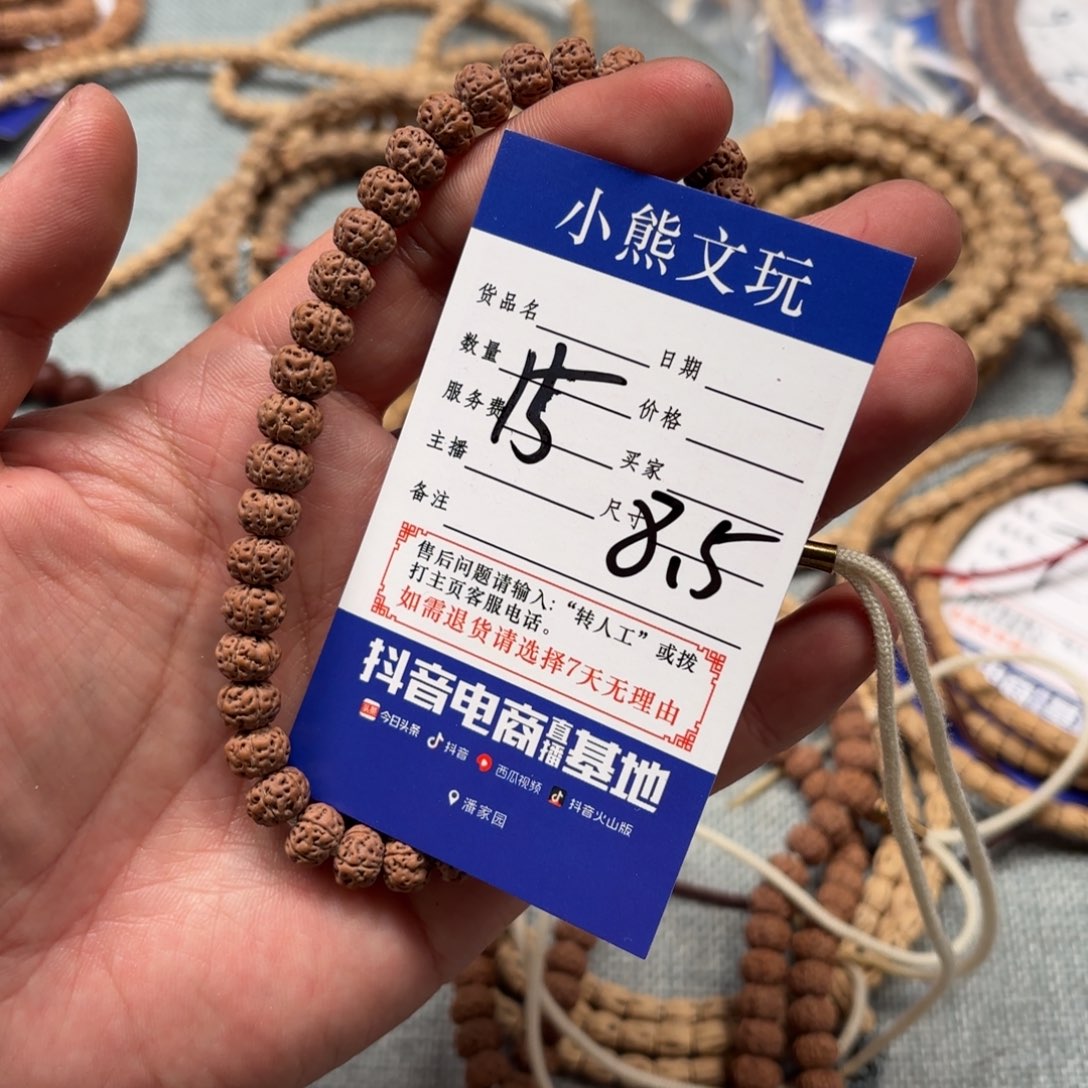 小熊文玩
货品名 日期
数量 15 价格
服务费 买家
主播 尺寸 8.5
备注
售后问题请输入：“转人工”或拨
打主页客服电话。
如需退货请选择7天无理由
抖音电商直播基地
头条 今日头条 抖音 西瓜视频 抖音火山版
潘家园